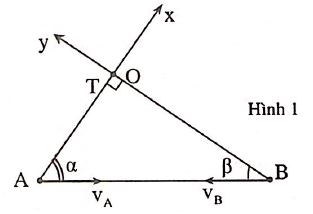 x
y
T O
Hình 1
A α β B
v_A v_B